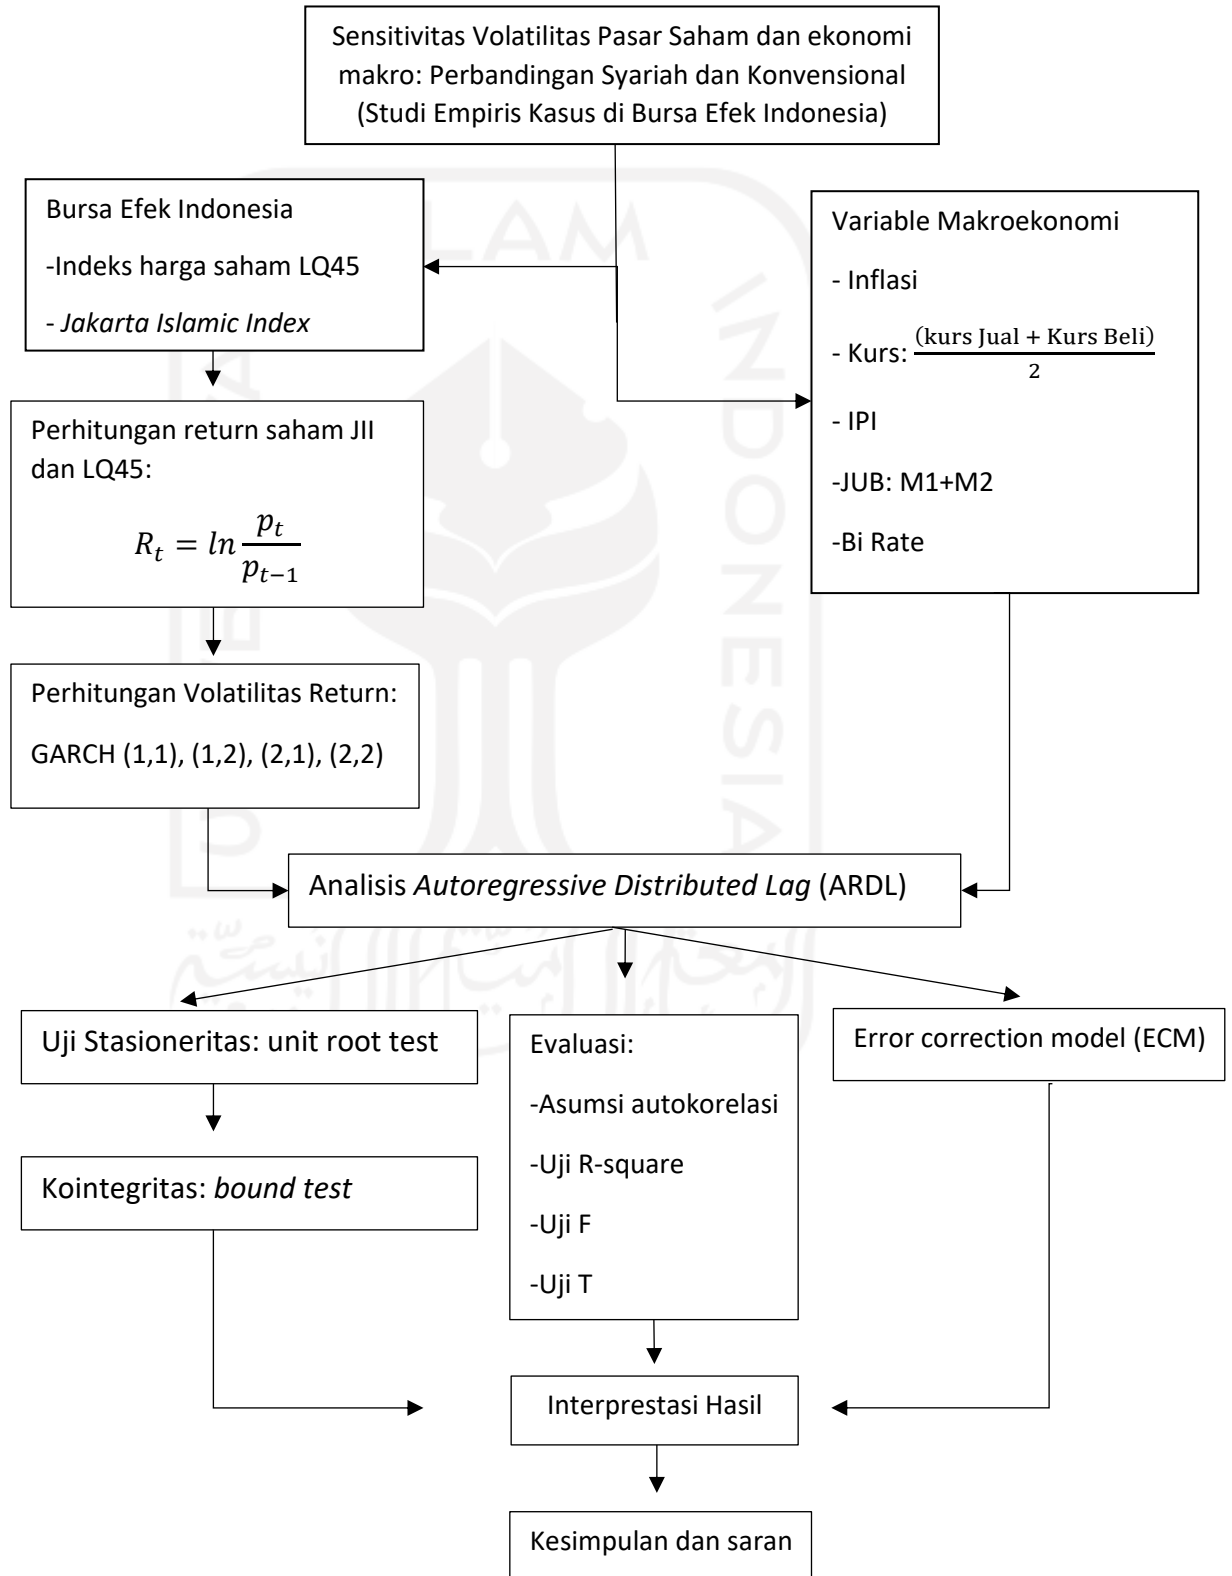 Sensitivitas Volatilitas Pasar Saham dan ekonomi
makro: Perbandingan Syariah dan Konvensional
(Studi Empiris Kasus di Bursa Efek Indonesia)
Bursa Efek Indonesia
-Indeks harga saham LQ45
- Jakarta Islamic Index
Variable Makroekonomi
- Inflasi
- Kurs: (kurs Jual + Kurs Beli)
2
- IPI
-JUB: M1+M2
-Bi Rate
Perhitungan return saham JII
dan LQ45:
R_t = ln p_t
p_{t−1}
Perhitungan Volatilitas Return:
GARCH (1,1), (1,2), (2,1), (2,2)
Analisis Autoregressive Distributed Lag (ARDL)
Uji Stasioneritas: unit root test
Kointegritas: bound test
Evaluasi:
-Asumsi autokorelasi
-Uji R-square
-Uji F
-Uji T
Error correction model (ECM)
Interprestasi Hasil
Kesimpulan dan saran
LAM
INDONESIA